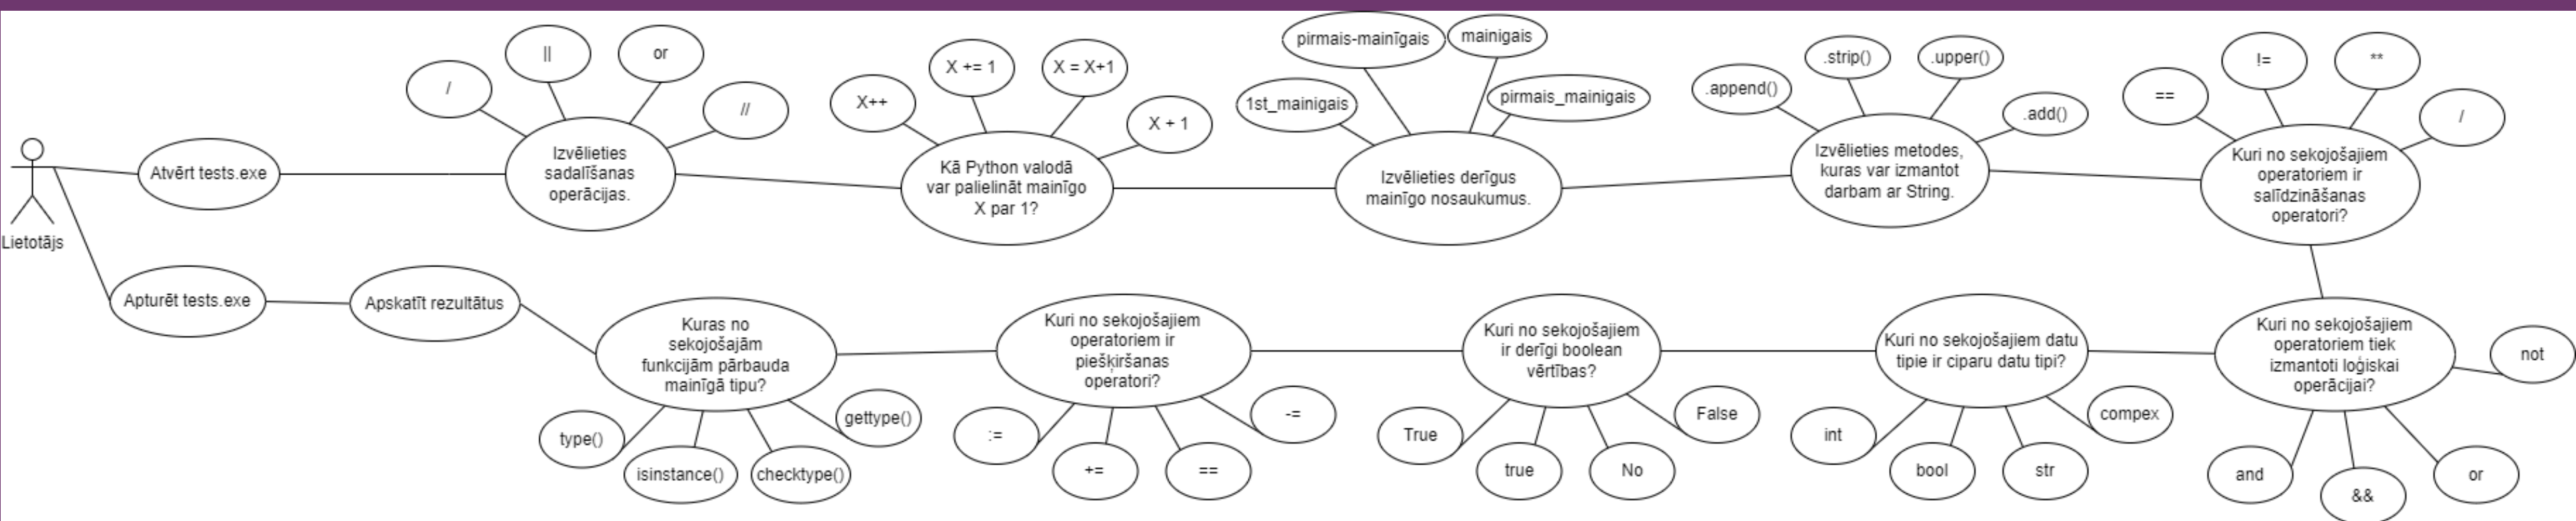 Lietotājs
Atvērt tests.exe
Izvēlieties
sadalīšanas
operācijas.
/
||
or
//
Kā Python valodā
var palielināt mainīgo
X par 1?
X++
X += 1
X = X+1
X + 1
Izvēlieties derīgus
mainīgo nosaukumus.
1st_mainigais
pirmais-mainīgais
mainigais
pirmais_mainigais
Izvēlieties metodes,
kuras var izmantot
darbam ar String.
.append()
.strip()
.upper()
.add()
Kuri no sekojošajiem
operatoriem ir
salīdzināšanas
operatori?
==
!=
**
/
Kuri no sekojošajiem
operatoriem tiek
izmantoti loģiskai
operācijai?
not
and
&&
or
Kuri no sekojošajiem datu
tipie ir ciparu datu tipi?
int
bool
str
compex
Kuri no sekojošajiem
ir derīgi boolean
vērtības?
True
true
No
False
Kuri no sekojošajiem
operatoriem ir
piešķiršanas
operatori?
:=
+=
==
-=
Kuras no
sekojošajām
funkcijām pārbauda
mainīgā tipu?
type()
isinstance()
checktype()
gettype()
Apskatīt rezultātus
Apturēt tests.exe